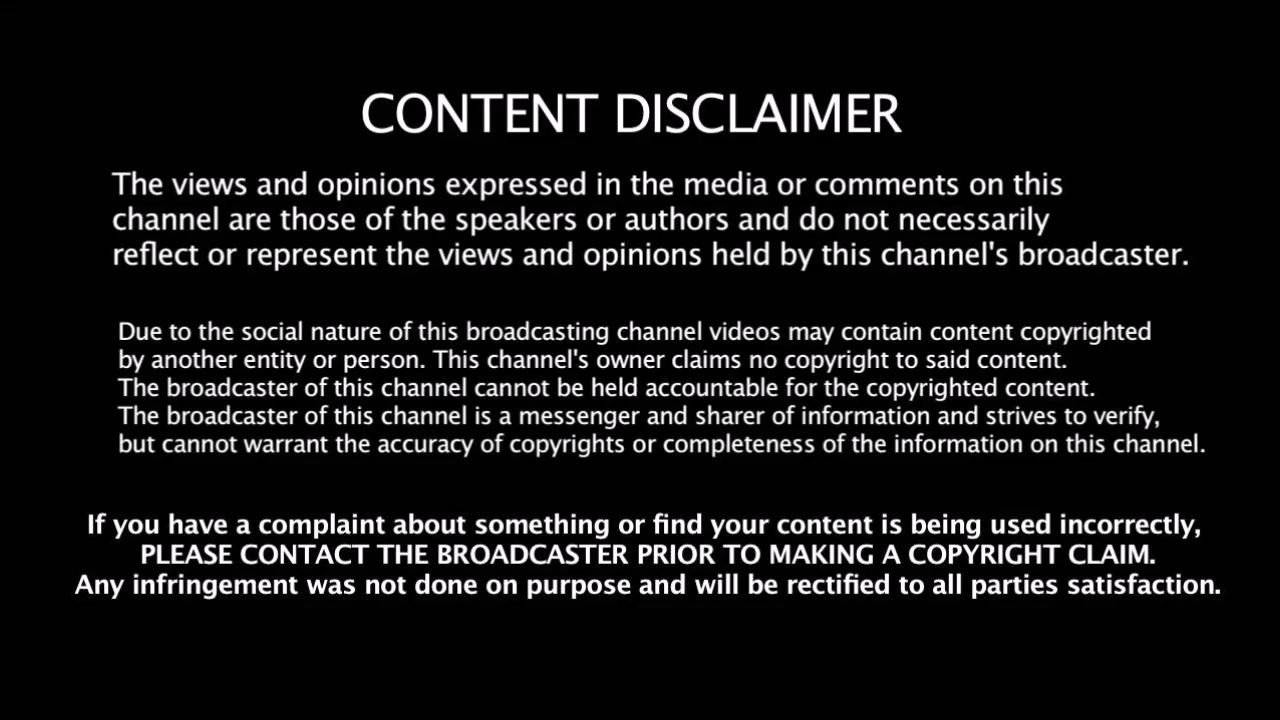 CONTENT DISCLAIMER
The views and opinions expressed in the media or comments on this
channel are those of the speakers or authors and do not necessarily
reflect or represent the views and opinions held by this channel's broadcaster.
Due to the social nature of this broadcasting channel videos may contain content copyrighted
by another entity or person. This channel's owner claims no copyright to said content.
The broadcaster of this channel cannot be held accountable for the copyrighted content.
The broadcaster of this channel is a messenger and sharer of information and strives to verify,
but cannot warrant the accuracy of copyrights or completeness of the information on this channel.
If you have a complaint about something or find your content is being used incorrectly,
PLEASE CONTACT THE BROADCASTER PRIOR TO MAKING A COPYRIGHT CLAIM.
Any infringement was not done on purpose and will be rectified to all parties satisfaction.